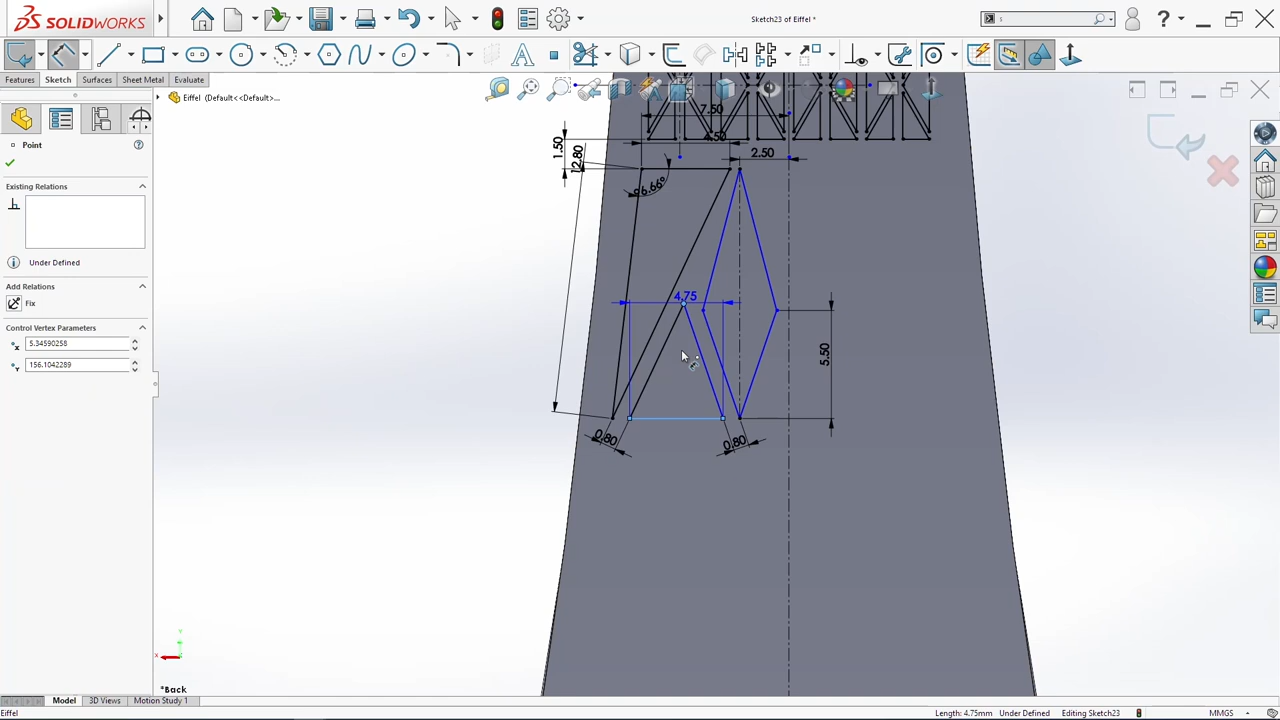 SOLIDWORKS
Sketch23 of Eiffel *
s
Features
Sketch
Surfaces
Sheet Metal
Evaluate
Eiffel (Default<<Default>...
Point
Existing Relations
Under Defined
Add Relations
Fix
Control Vertex Parameters
5.34590258
156.1042289
7.50
4.50
1.50
12.80
2.50
96.66°
4.75
5.50
0.80
0.80
Y
X
*Back
Model
3D Views
Motion Study 1
Eiffel
Length: 4.75mm
Under Defined
Editing Sketch23
MMGS